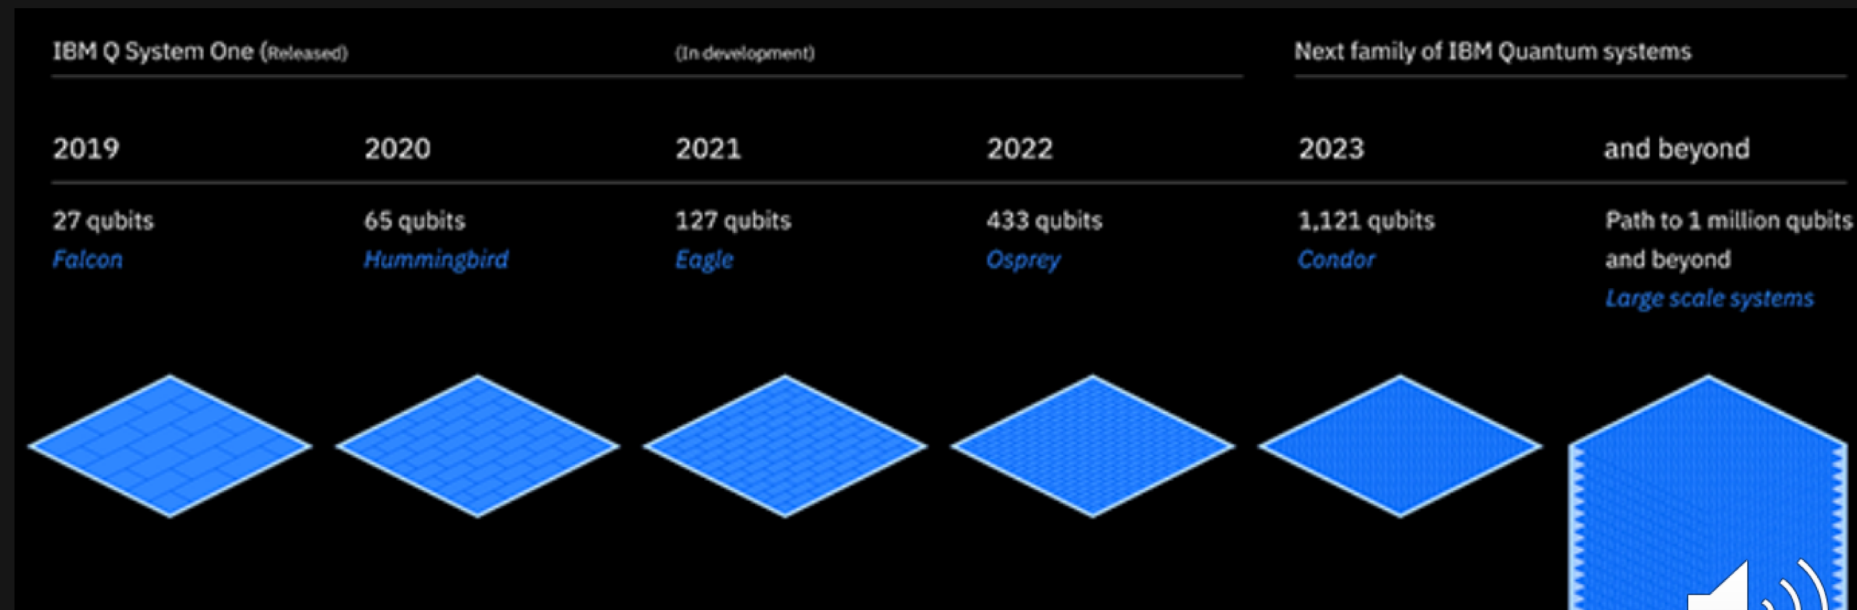 IBM Q System One (Released)
(In development)
Next family of IBM Quantum systems
2019
2020
2021
2022
2023
and beyond
27 qubits
Falcon
65 qubits
Hummingbird
127 qubits
Eagle
433 qubits
Osprey
1,121 qubits
Condor
Path to 1 million qubits
and beyond
Large scale systems